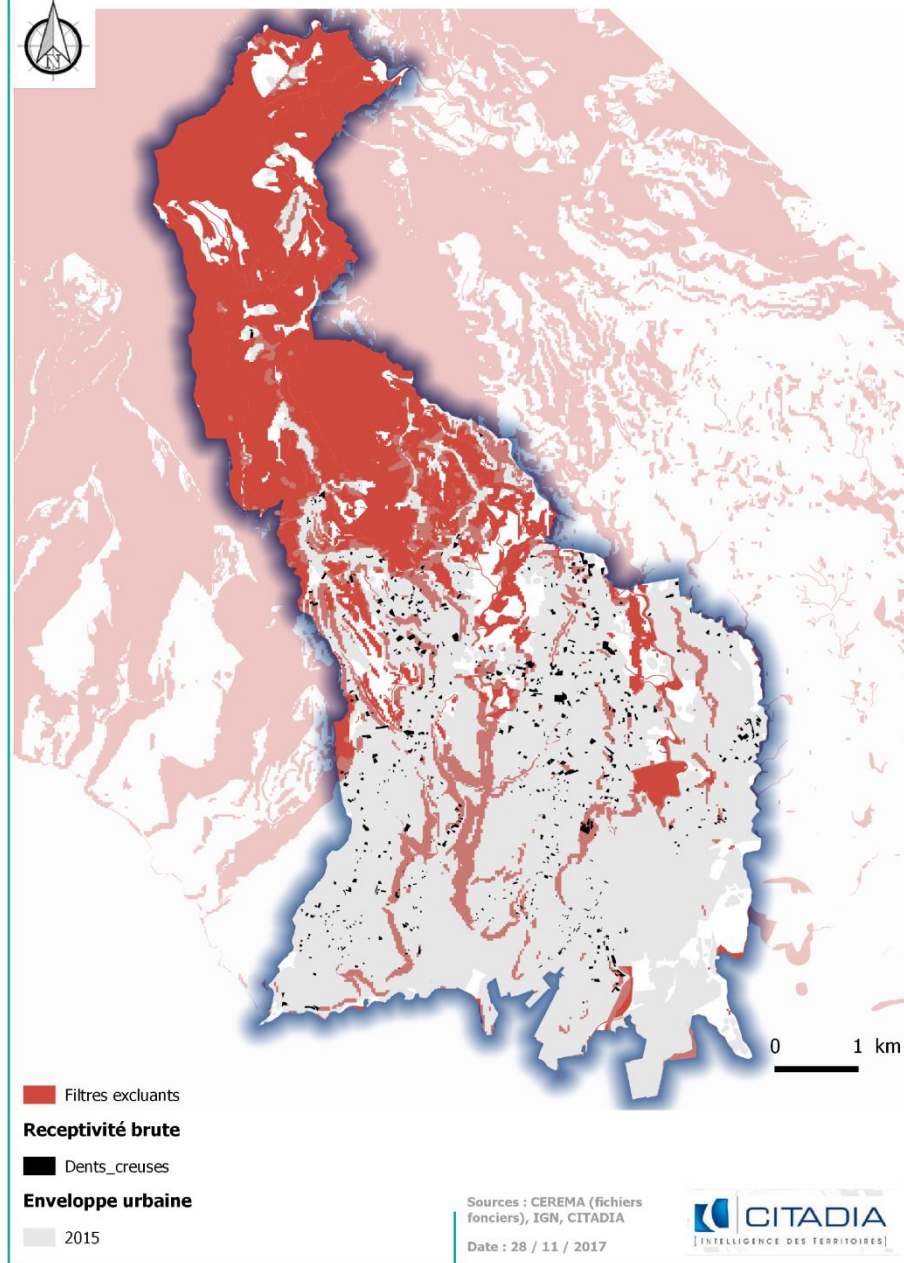 N
0 1 km
Filtres excluants
Receptivité brute
Dents_creuses
Enveloppe urbaine
2015
Sources : CEREMA (fichiers
fonciers), IGN, CITADIA
Date : 28 / 11 / 2017
CITADIA
[INTELLIGENCE DES TERRITOIRES]